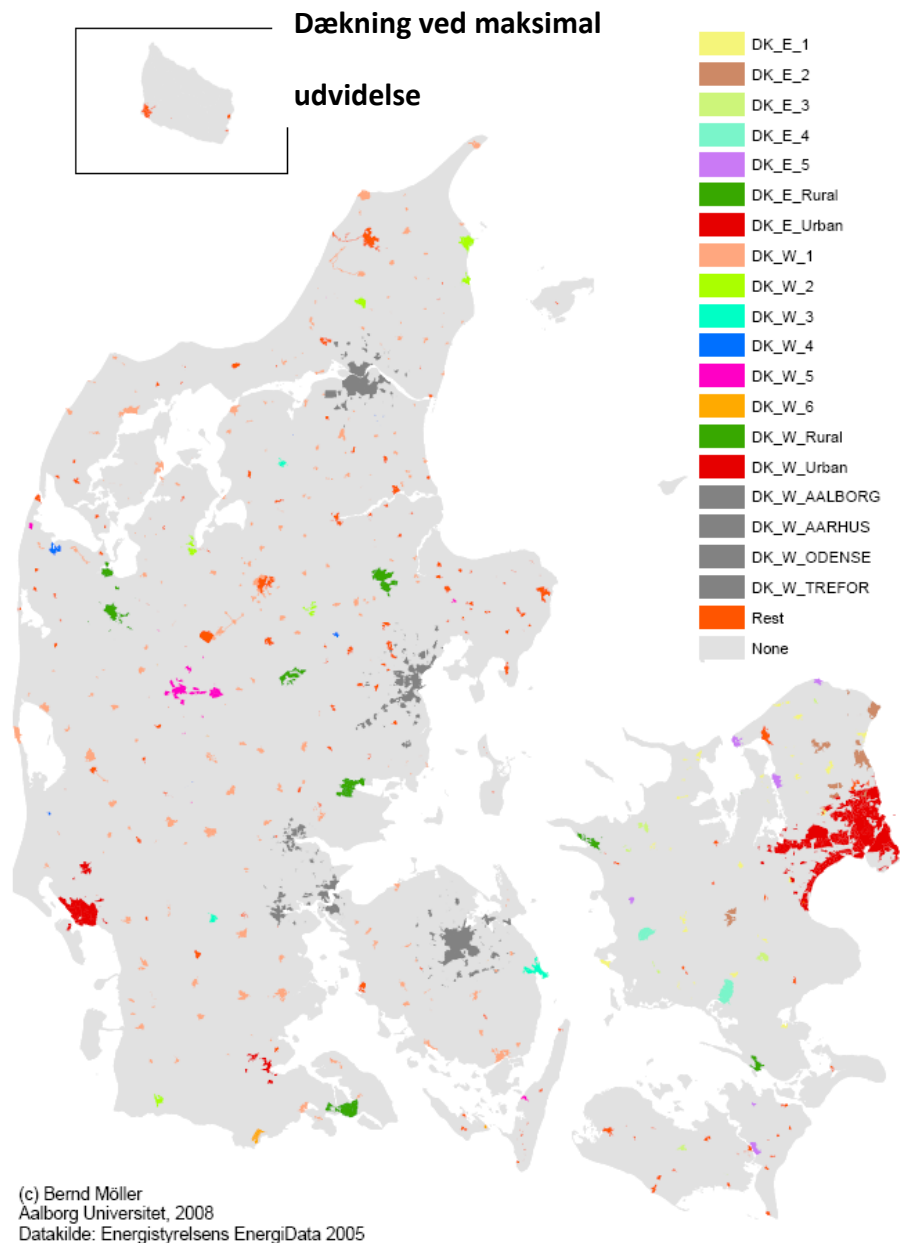 Dækning ved maksimal
udvidelse
DK_E_1
DK_E_2
DK_E_3
DK_E_4
DK_E_5
DK_E_Rural
DK_E_Urban
DK_W_1
DK_W_2
DK_W_3
DK_W_4
DK_W_5
DK_W_6
DK_W_Rural
DK_W_Urban
DK_W_AALBORG
DK_W_AARHUS
DK_W_ODENSE
DK_W_TREFOR
Rest
None
(c) Bernd Möller
Aalborg Universitet, 2008
Datakilde: Energistyrelsens EnergiData 2005